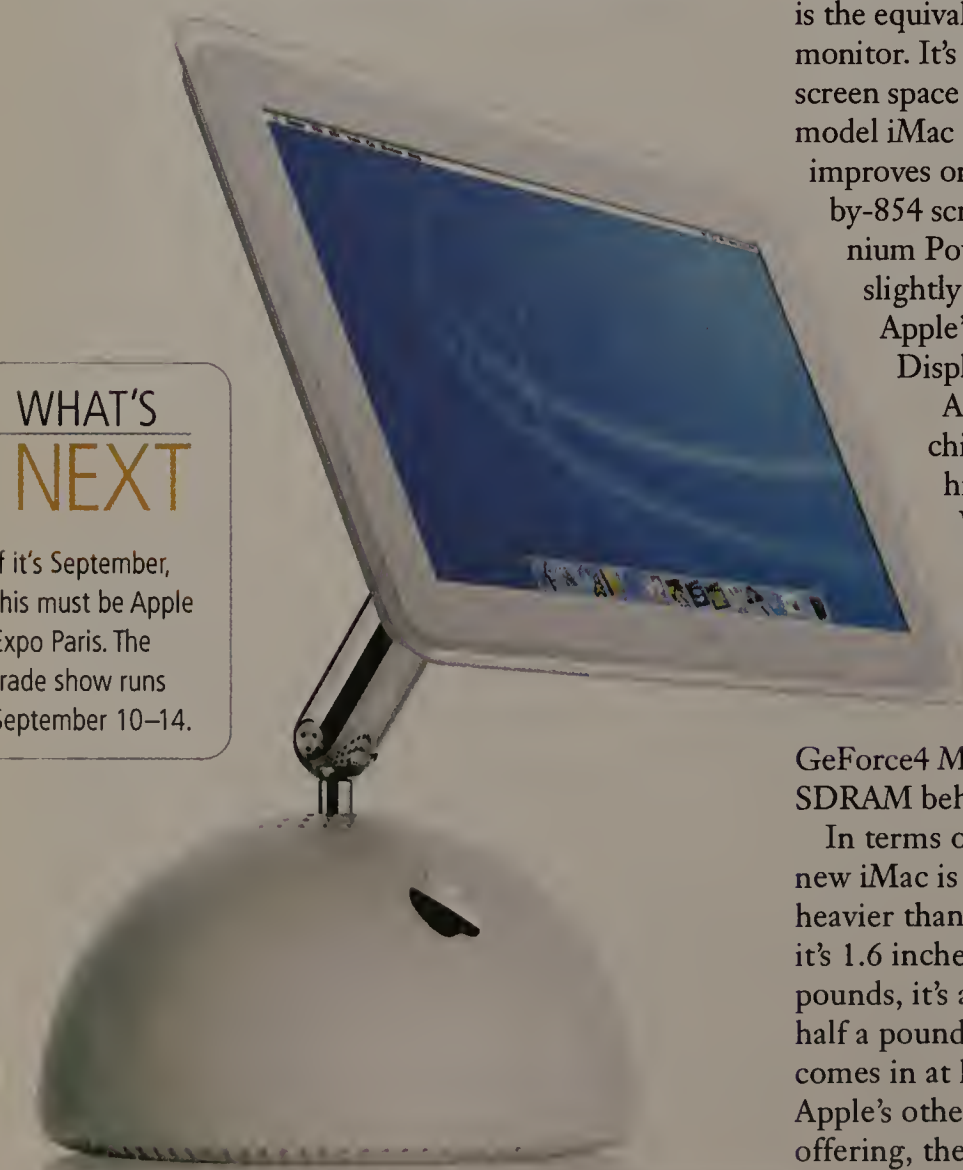 WHAT'S
NEXT
f it's September,
his must be Apple
Expo Paris. The
rade show runs
September 10–14.
is the equival
monitor. It's
screen space
model iMac
improves or
by-854 scr
nium Pov
slightly
Apple'
Displ
A
chi
h
GeForce4 M
SDRAM beh
In terms o
new iMac is
heavier than
it's 1.6 inche
pounds, it's a
half a pound
comes in at l
Apple's othe
offering, the